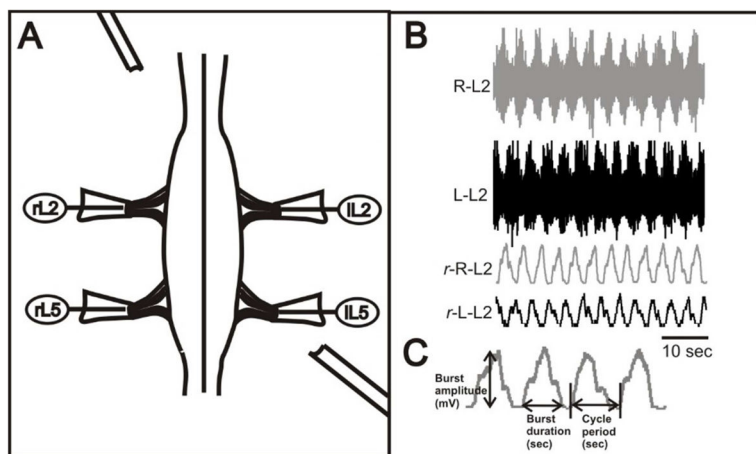 A
rL2
lL2
rL5
lL5
B
R-L2
L-L2
r-R-L2
r-L-L2
10 sec
C
Burst
amplitude
(mV)
Burst
duration
(sec)
Cycle
period
(sec)